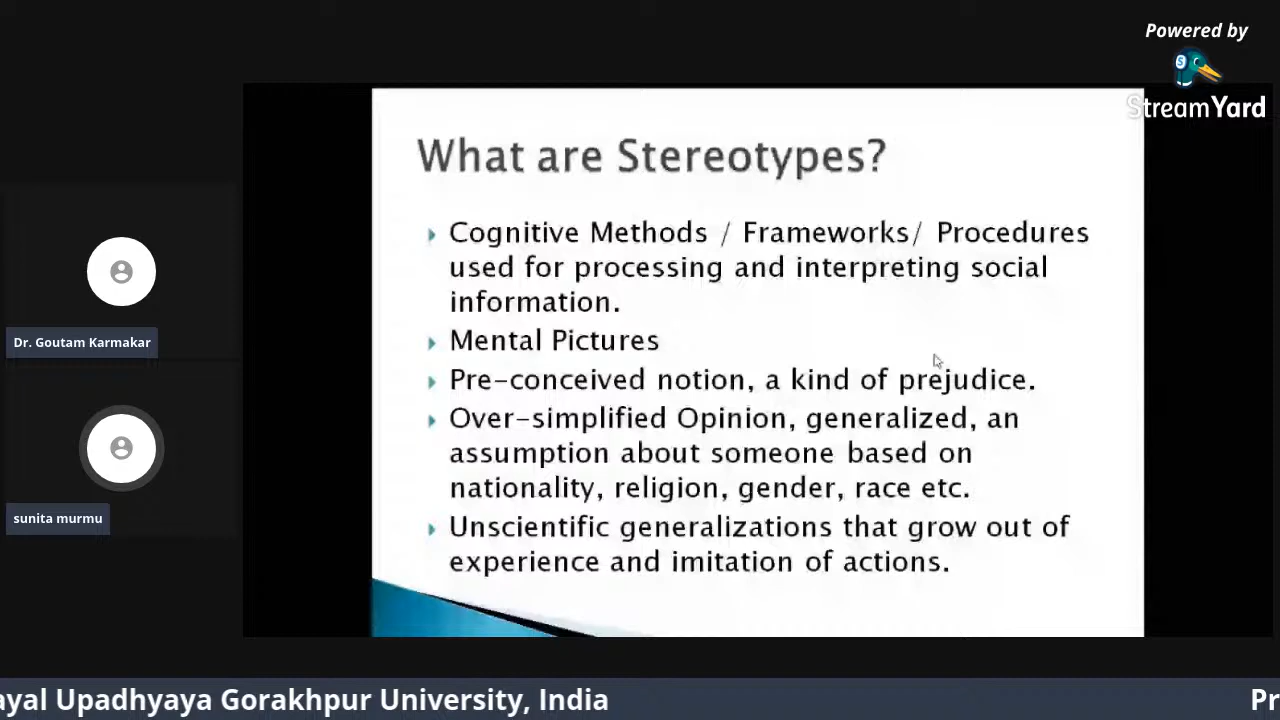 Powered by
StreamYard
What are Stereotypes?
Cognitive Methods / Frameworks/ Procedures
used for processing and interpreting social
information.
Mental Pictures
Pre-conceived notion, a kind of prejudice.
Over-simplified Opinion, generalized, an
assumption about someone based on
nationality, religion, gender, race etc.
Unscientific generalizations that grow out of
experience and imitation of actions.
Dr. Goutam Karmakar
sunita murmu
ayal Upadhyaya Gorakhpur University, India
Pr